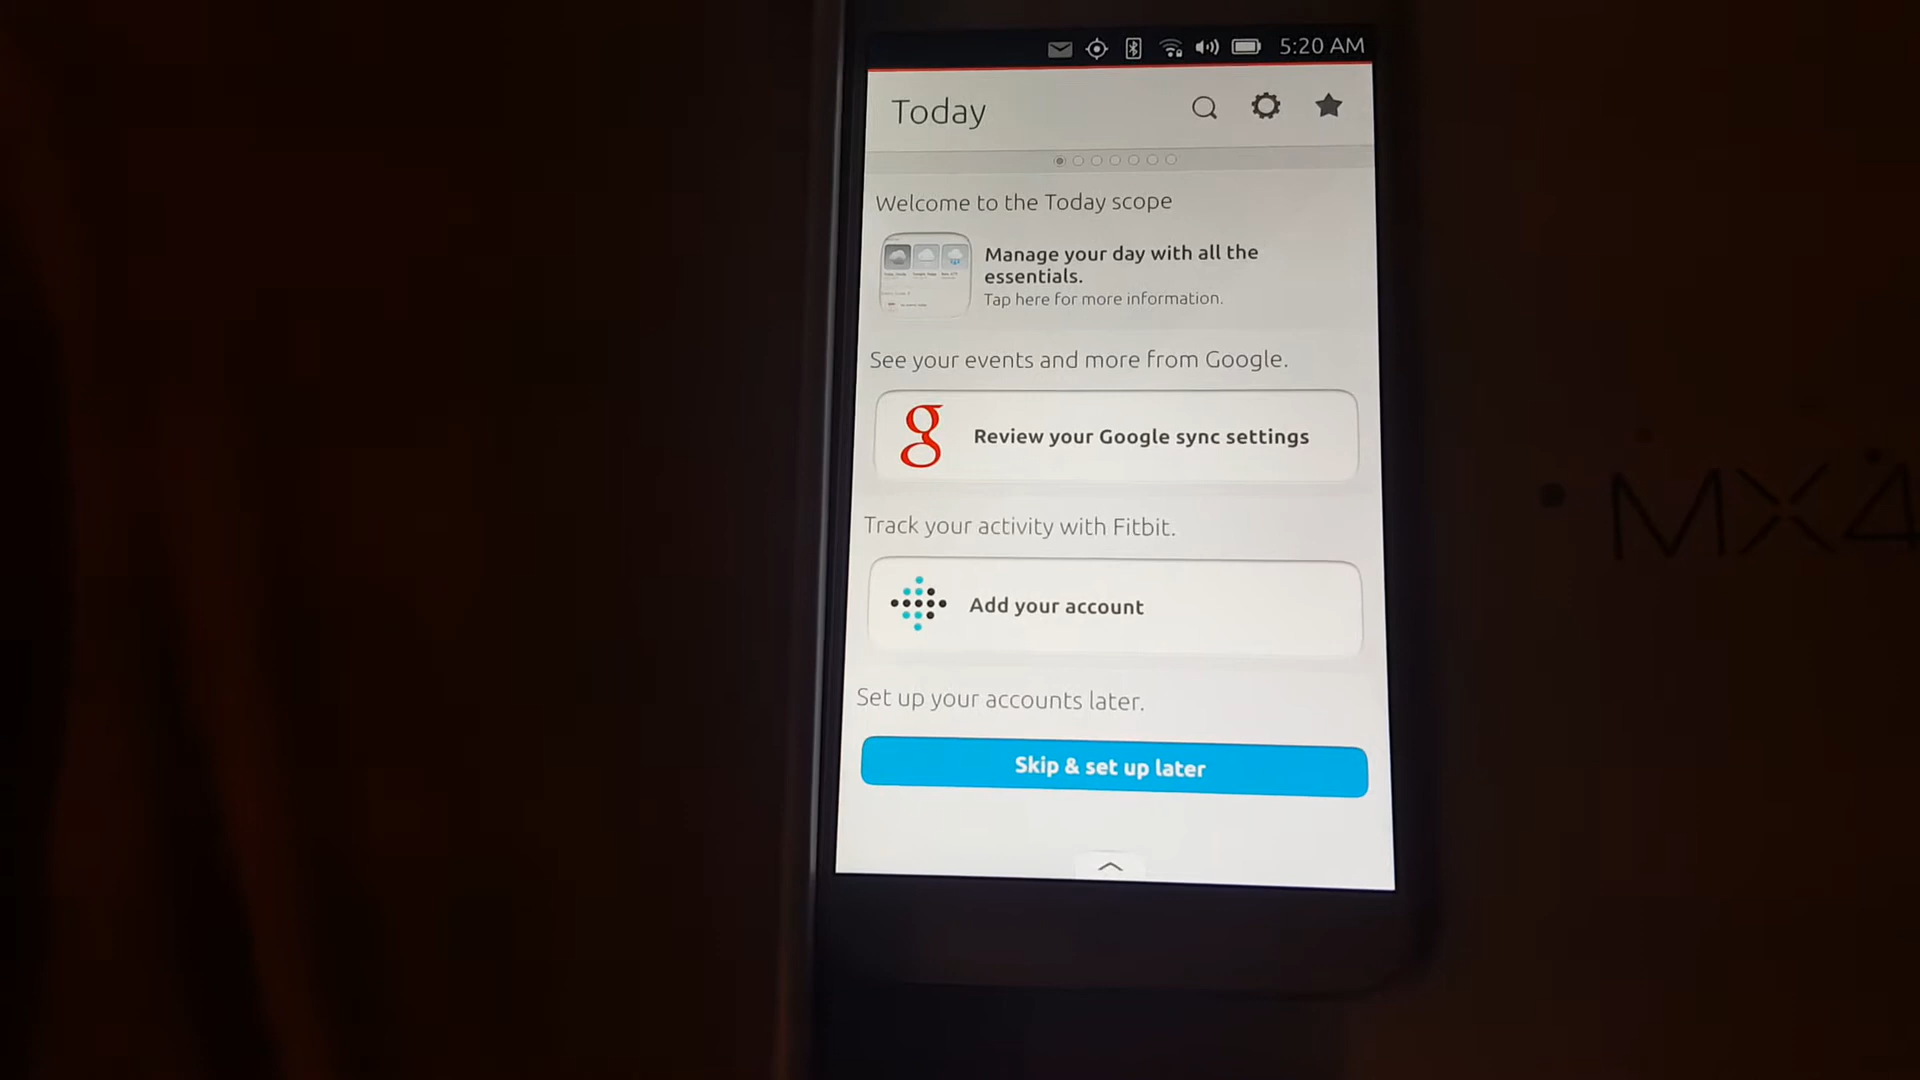 5:20 AM
Today
Welcome to the Today scope
Manage your day with all the
essentials.
Tap here for more information.
See your events and more from Google.
g
Review your Google sync settings
Track your activity with Fitbit.
Add your account
Set up your accounts later.
Skip & set up later
MX4